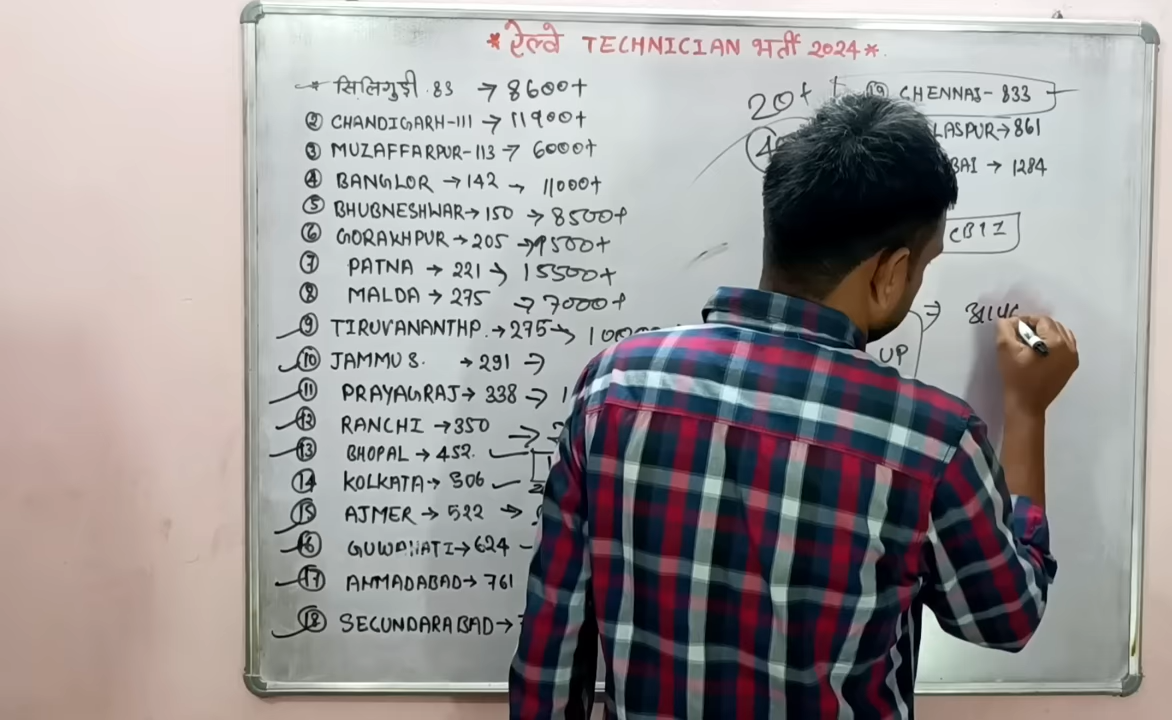 * रेल्वे TECHNICIAN भर्ती 2024 *
* सिलिगुड़ी . 83 → 8600+
② CHANDIGARH-111 → 11900+
③ MUZAFFARPUR-113 → 6000+
④ BANGLOR → 142 → 11000+
⑤ BHUBNESHWAR → 150 → 8500+
⑥ GORAKHPUR → 205 → 9500+
⑦ PATNA → 221 → 15500+
⑧ MALDA → 275 → 7000+
⑨ TIRUVANANTHP. → 275 →
⑩ JAMMU S. → 291 →
⑪ PRAYAGRAJ → 338 →
⑫ RANCHI → 350 →
⑬ BHOPAL → 452.
⑭ KOLKATA → 506
⑮ AJMER → 522 →
⑯ GUWAHATI → 624 -
⑰ AHMADABAD → 761
⑱ SECUNDARABAD →
20+
⑲ CHENNAI - 833
LASPUR → 861
BAI → 1284
CBT I
UP